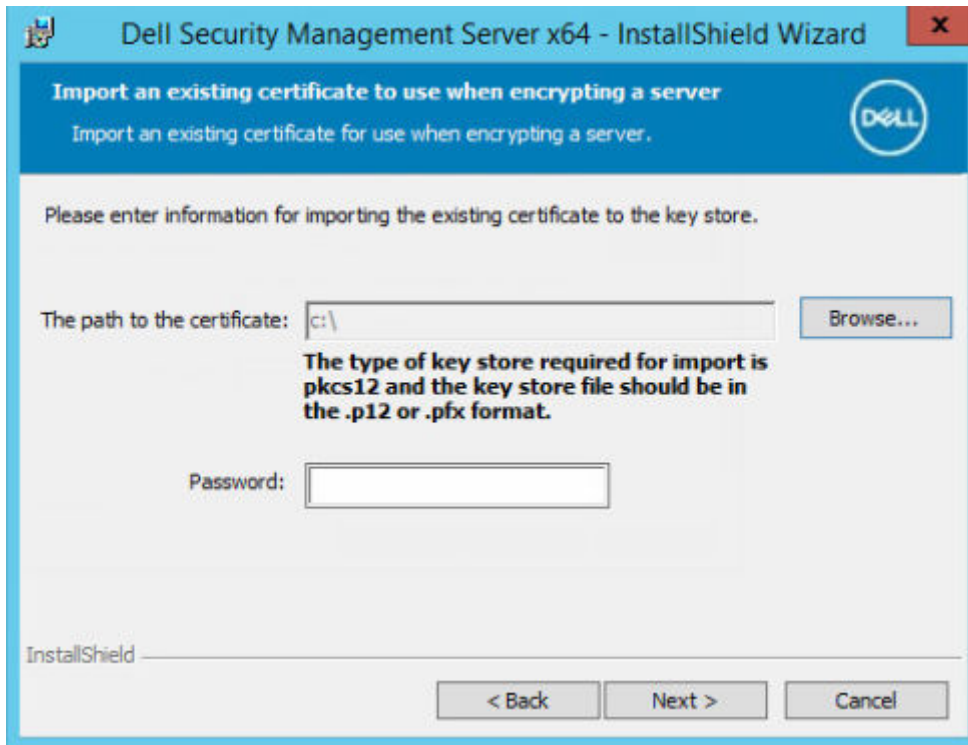 Dell Security Management Server x64 - InstallShield Wizard
x
Import an existing certificate to use when encrypting a server
Import an existing certificate for use when encrypting a server.
DELL
Please enter information for importing the existing certificate to the key store.
The path to the certificate:
c:\
Browse...
The type of key store required for import is
pkcs12 and the key store file should be in
the .p12 or .pfx format.
Password:
InstallShield
< Back
Next >
Cancel